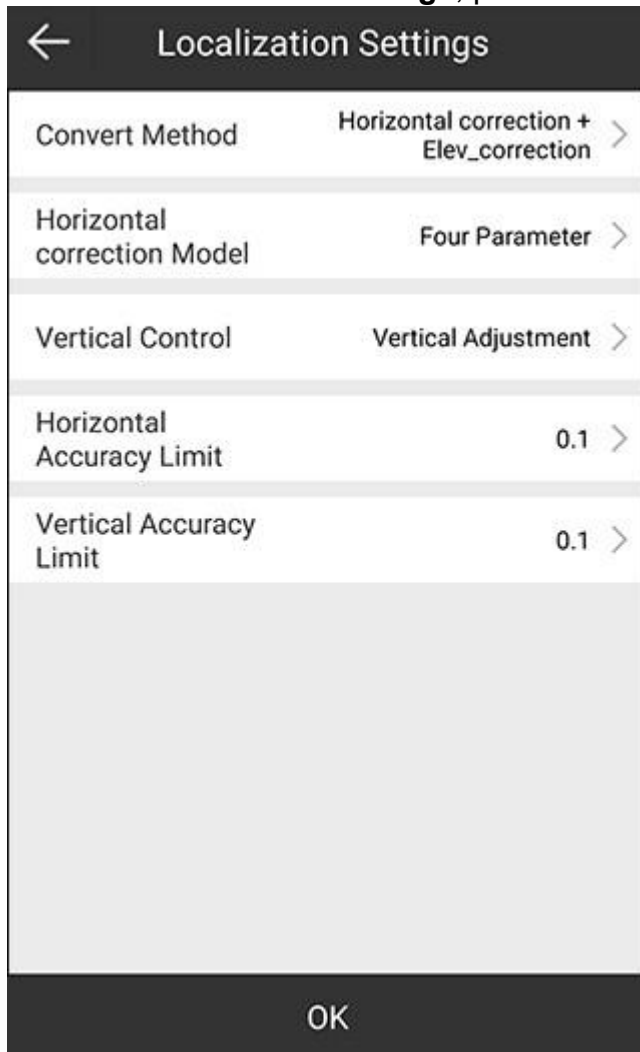 Localization Settings
Convert Method
Horizontal correction +
Elev_correction
Horizontal
correction Model
Four Parameter
Vertical Control
Vertical Adjustment
Horizontal
Accuracy Limit
0.1
Vertical Accuracy
Limit
0.1
OK